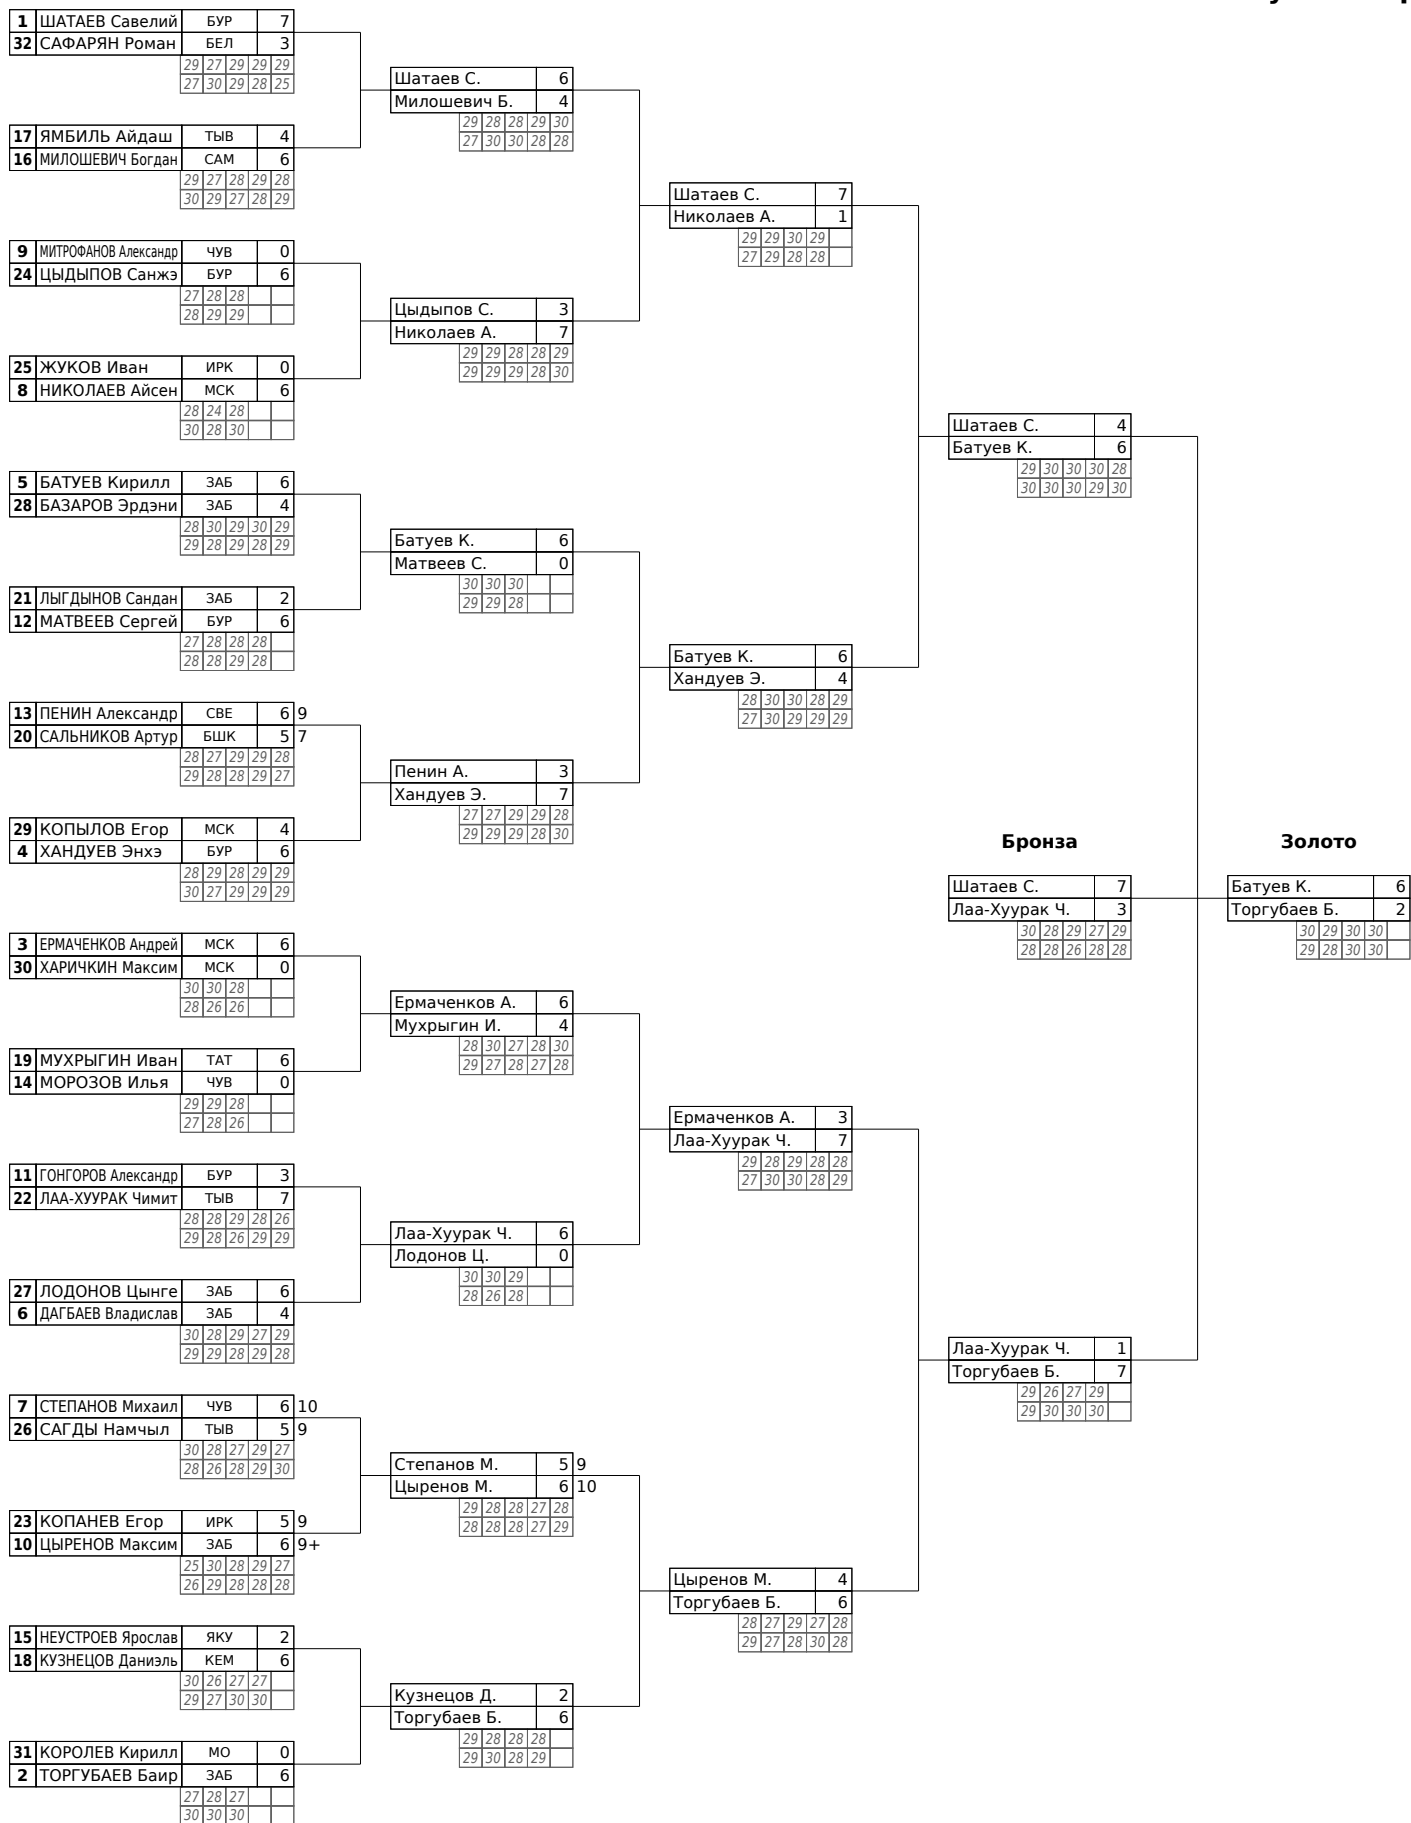 1 ШАТАЕВ Савелий БУР 7
32 САФАРЯН Роман БЕЛ 3
29 27 29 29 29
27 30 29 28 25
17 ЯМБИЛЬ Айдаш ТЫВ 4
16 МИЛОШЕВИЧ Богдан САМ 6
29 27 28 29 28
30 29 27 28 29
9 МИТРОФАНОВ Александр ЧУВ 0
24 ЦЫДЫПОВ Санжэ БУР 6
27 28 28
28 29 29
25 ЖУКОВ Иван ИРК 0
8 НИКОЛАЕВ Айсен МСК 6
28 24 28
30 28 30
5 БАТУЕВ Кирилл ЗАБ 6
28 БАЗАРОВ Эрдэни ЗАБ 4
28 30 29 30 29
29 28 29 28 29
21 ЛЫГДЫНОВ Сандан ЗАБ 2
12 МАТВЕЕВ Сергей БУР 6
27 28 28 28
28 28 29 28
13 ПЕНИН Александр СВЕ 6 9
20 САЛЬНИКОВ Артур БШК 5 7
28 27 29 29 28
29 28 28 29 27
29 КОПЫЛОВ Егор МСК 4
4 ХАНДУЕВ Энхэ БУР 6
28 29 28 29 29
30 27 29 29 29
3 ЕРМАЧЕНКОВ Андрей МСК 6
30 ХАРИЧКИН Максим МСК 0
30 30 28
28 26 26
19 МУХРЫГИН Иван ТАТ 6
14 МОРОЗОВ Илья ЧУВ 0
29 29 28
27 28 26
11 ГОНГОРОВ Александр БУР 3
22 ЛАА-ХУУРАК Чимит ТЫВ 7
28 28 29 28 26
29 28 26 29 29
27 ЛОДОНОВ Цынге ЗАБ 6
6 ДАГБАЕВ Владислав ЗАБ 4
30 28 29 27 29
29 29 28 29 28
7 СТЕПАНОВ Михаил ЧУВ 6 10
26 САГДЫ Намчыл ТЫВ 5 9
30 28 27 29 27
28 26 28 29 30
23 КОПАНЕВ Егор ИРК 5 9
10 ЦЫРЕНОВ Максим ЗАБ 6 9+
25 30 28 29 27
26 29 28 28 28
15 НЕУСТРОЕВ Ярослав ЯКУ 2
18 КУЗНЕЦОВ Даниэль КЕМ 6
30 26 27 27
29 27 30 30
31 КОРОЛЕВ Кирилл МО 0
2 ТОРГУБАЕВ Баир ЗАБ 6
27 28 27
30 30 30
Шатаев С. 6
Милошевич Б. 4
29 28 28 29 30
27 30 30 28 28
Цыдыпов С. 3
Николаев А. 7
29 29 28 28 29
29 29 29 28 30
Батуев К. 6
Матвеев С. 0
30 30 30
29 29 28
Пенин А. 3
Хандуев Э. 7
27 27 29 29 28
29 29 29 28 30
Ермаченков А. 6
Мухрыгин И. 4
28 30 27 28 30
29 27 28 27 28
Лаа-Хуурак Ч. 6
Лодонов Ц. 0
30 30 29
28 26 28
Степанов М. 5 9
Цыренов М. 6 10
29 28 28 27 28
28 28 28 27 29
Кузнецов Д. 2
Торгубаев Б. 6
29 28 28 28
29 30 28 29
Шатаев С. 7
Николаев А. 1
29 29 30 29
27 29 28 28
Батуев К. 6
Хандуев Э. 4
28 30 30 28 29
27 30 29 29 29
Ермаченков А. 3
Лаа-Хуурак Ч. 7
29 28 29 28 28
27 30 30 28 29
Цыренов М. 4
Торгубаев Б. 6
28 27 29 27 28
29 27 28 30 28
Шатаев С. 4
Батуев К. 6
29 30 30 30 28
30 30 30 29 30
Лаа-Хуурак Ч. 1
Торгубаев Б. 7
29 26 27 29
29 30 30 30
Бронза
Шатаев С. 7
Лаа-Хуурак Ч. 3
30 28 29 27 29
28 28 26 28 28
Золото
Батуев К. 6
Торгубаев Б. 2
30 29 30 30
29 28 30 30